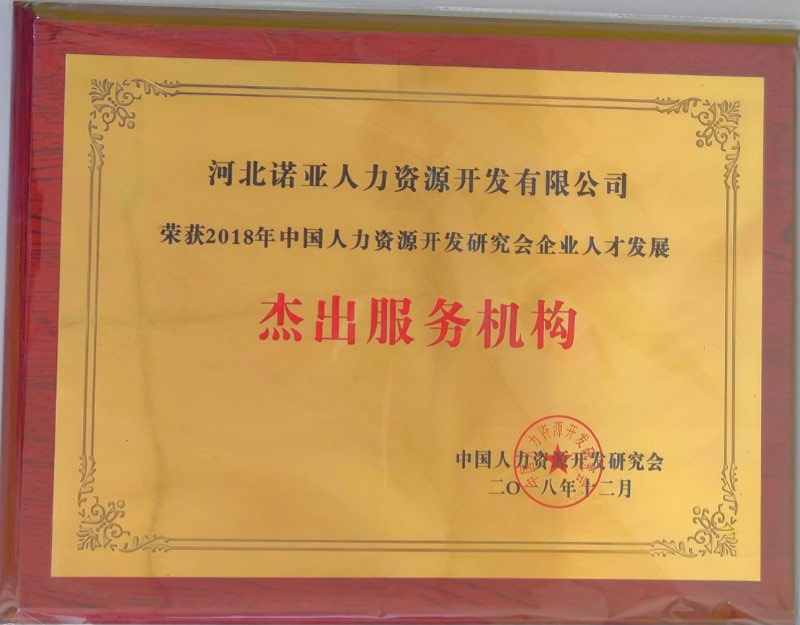 河北诺亚人力资源开发有限公司
荣获2018年中国人力资源开发研究会企业人才发展
杰出服务机构
中国人力资源开发研究会
二〇一八年十二月